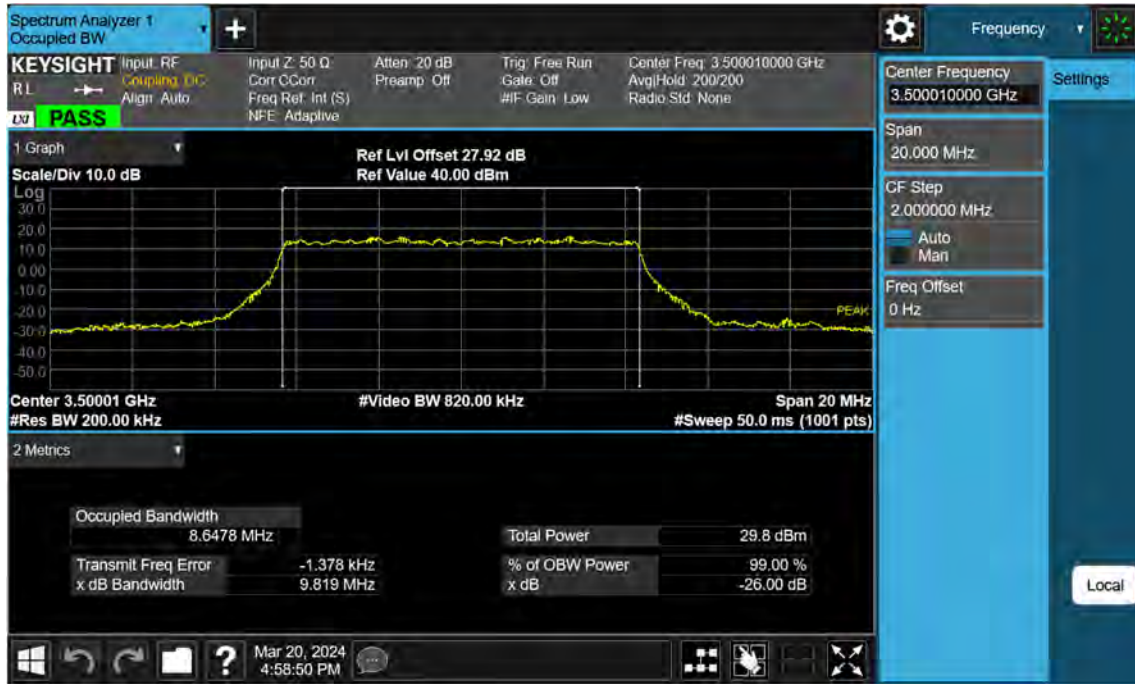 Spectrum Analyzer 1
Occupied BW
+
Frequency
KEYSIGHT
R L
LXI PASS
Input: RF
Coupling: DC
Align: Auto
Input Z: 50 Ω
Corr CCorr
Freq Ref: Int (S)
NFE: Adaptive
Atten: 20 dB
Preamp: Off
Trig: Free Run
Gate: Off
#IF Gain: Low
Center Freq: 3.500010000 GHz
Avg|Hold: 200/200
Radio Std: None
Center Frequency
3.500010000 GHz
Settings
Span
20.000 MHz
CF Step
2.000000 MHz
Auto
Man
Freq Offset
0 Hz
1 Graph
Scale/Div 10.0 dB
Ref Lvl Offset 27.92 dB
Ref Value 40.00 dBm
Log
30.0
20.0
10.0
0.00
-10.0
-20.0
-30.0
-40.0
-50.0
PEAK
Center 3.50001 GHz
#Video BW 820.00 kHz
Span 20 MHz
#Res BW 200.00 kHz
#Sweep 50.0 ms (1001 pts)
2 Metrics
Occupied Bandwidth
8.6478 MHz
Total Power 29.8 dBm
Transmit Freq Error -1.378 kHz
% of OBW Power 99.00 %
x dB Bandwidth 9.819 MHz
x dB -26.00 dB
Local
?
Mar 20, 2024
4:58:50 PM